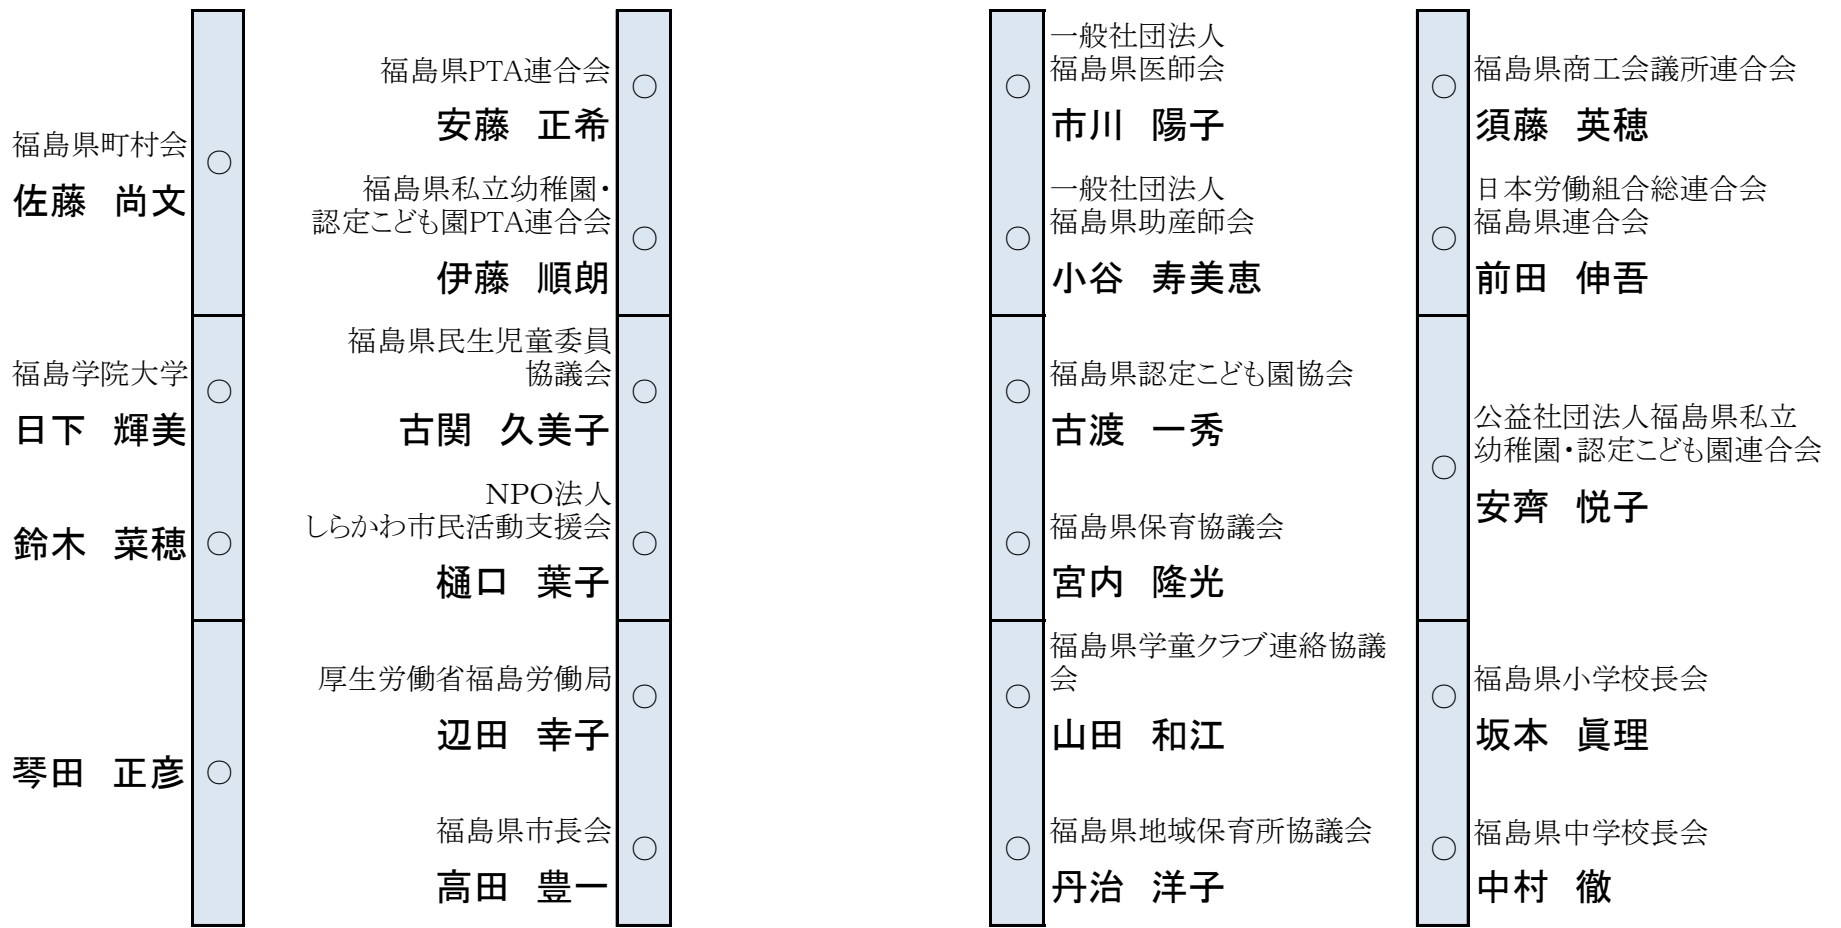 福島県町村会
○
佐藤　尚文
福島学院大学
○
日下　輝美
鈴木　菜穂
○
琴田　正彦
○
福島県PTA連合会
○
安藤　正希
福島県私立幼稚園・
認定こども園PTA連合会
○
伊藤　順朗
福島県民生児童委員
協議会
○
古関　久美子
NPO法人
しらかわ市民活動支援会
○
樋口　葉子
厚生労働省福島労働局
○
辺田　幸子
福島県市長会
○
高田　豊一
一般社団法人
福島県医師会
○
市川　陽子
一般社団法人
福島県助産師会
○
小谷　寿美恵
福島県認定こども園協会
○
古渡　一秀
福島県保育協議会
○
宮内　隆光
福島県学童クラブ連絡協議
会
○
山田　和江
福島県地域保育所協議会
○
丹治　洋子
福島県商工会議所連合会
○
須藤　英穂
日本労働組合総連合会
福島県連合会
○
前田　伸吾
公益社団法人福島県私立
幼稚園・認定こども園連合会
○
安齊　悦子
福島県小学校長会
○
坂本　眞理
福島県中学校長会
○
中村　徹